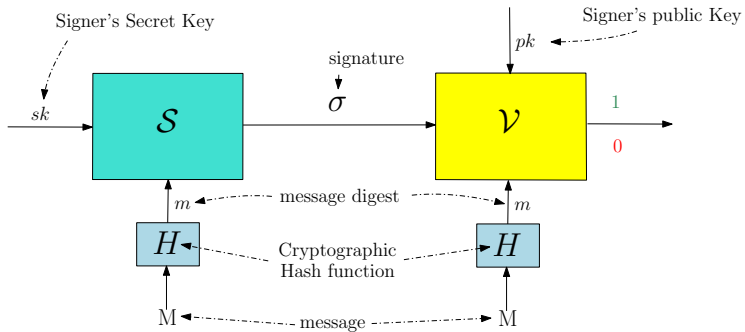 Signer's Secret Key
Signer's public Key
signature
sk
pk
σ
S
V
1
0
m
message digest
m
H
Cryptographic
Hash function
H
M
message
M